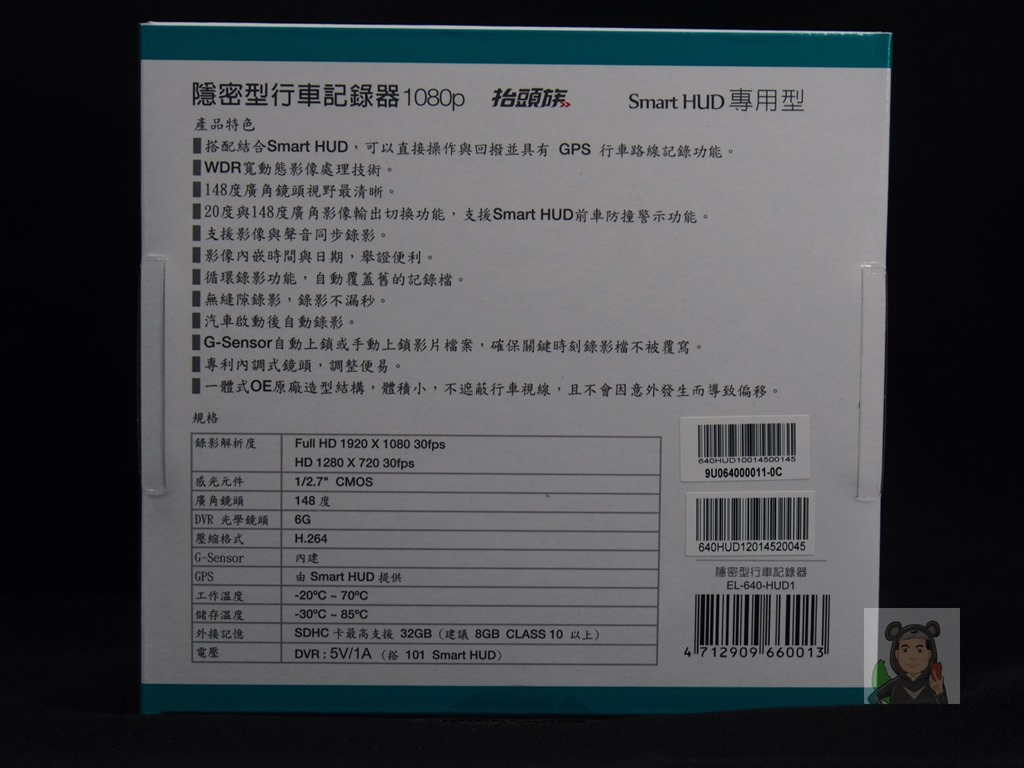 隱密型行車記錄器1080p 抬頭族 Smart HUD 專用型
產品特色
搭配結合Smart HUD，可以直接操作與回撥並具有 GPS 行車路線記錄功能。
WDR寬動態影像處理技術。
148度廣角鏡頭視野最清晰。
20度與148度廣角影像輸出切換功能，支援Smart HUD前車防撞警示功能。
支援影像與聲音同步錄影。
影像內嵌時間與日期，舉證便利。
循環錄影功能，自動覆蓋舊的記錄檔。
無縫隙錄影，錄影不漏秒。
汽車啟動後自動錄影。
G-Sensor自動上鎖或手動上鎖影片檔案，確保關鍵時刻錄影檔不被覆寫。
專利內調式鏡頭，調整便易。
一體式OE原廠造型結構，體積小，不遮蔽行車視線，且不會因意外發生而導致偏移。
規格
錄影解析度 Full HD 1920 X 1080 30fps
HD 1280 X 720 30fps
感光元件 1/2.7" CMOS
廣角鏡頭 148 度
DVR 光學鏡頭 6G
壓縮格式 H.264
G-Sensor 內建
GPS 由 Smart HUD 提供
工作溫度 -20ºC ~ 70ºC
儲存溫度 -30ºC ~ 85ºC
外接記憶 SDHC 卡最高支援 32GB（建議 8GB CLASS 10 以上）
電壓 DVR : 5V/1A（搭 101 Smart HUD）
640HUD10014500145
9U064000011-0C
640HUD12014520045
隱密型行車記錄器
EL-640-HUD1
4 712909 660013